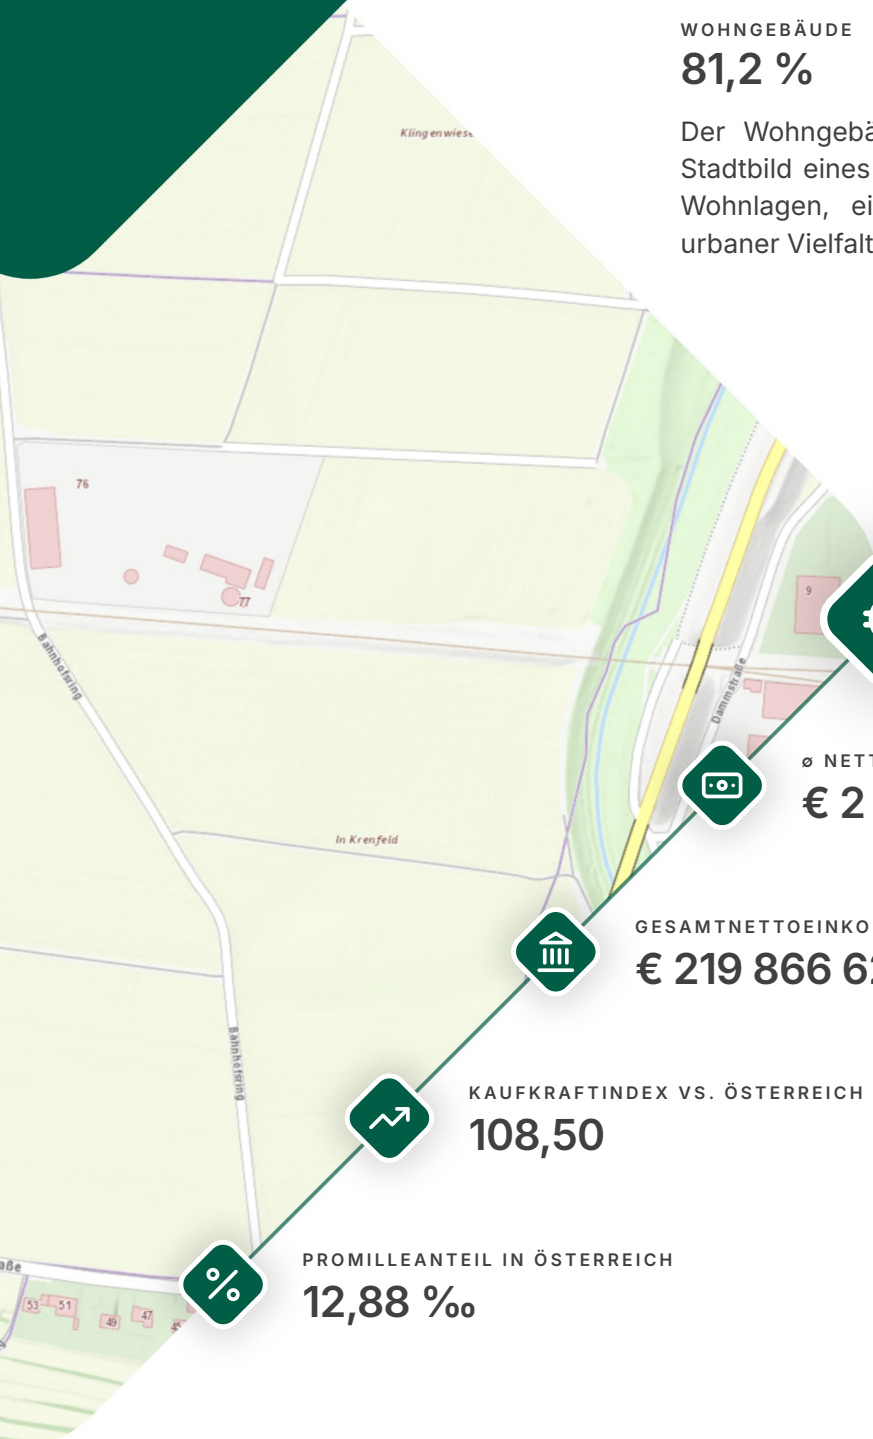 WOHNGEBÄUDE
81,2 %
Der Wohngebä
Stadtbild eines
Wohnlagen, ei
urbaner Vielfalt
Klingenwiese
76
77
9
Bahnhofsring
Dammstraße
ø NETT
€ 2
In Krenfeld
GESAMTNETTOEINKO
€ 219 866 62
Bahnhofsring
KAUFKRAFTINDEX VS. ÖSTERREICH
108,50
PROMILLEANTEIL IN ÖSTERREICH
12,88 ‰
aße
53
51
49
47
45